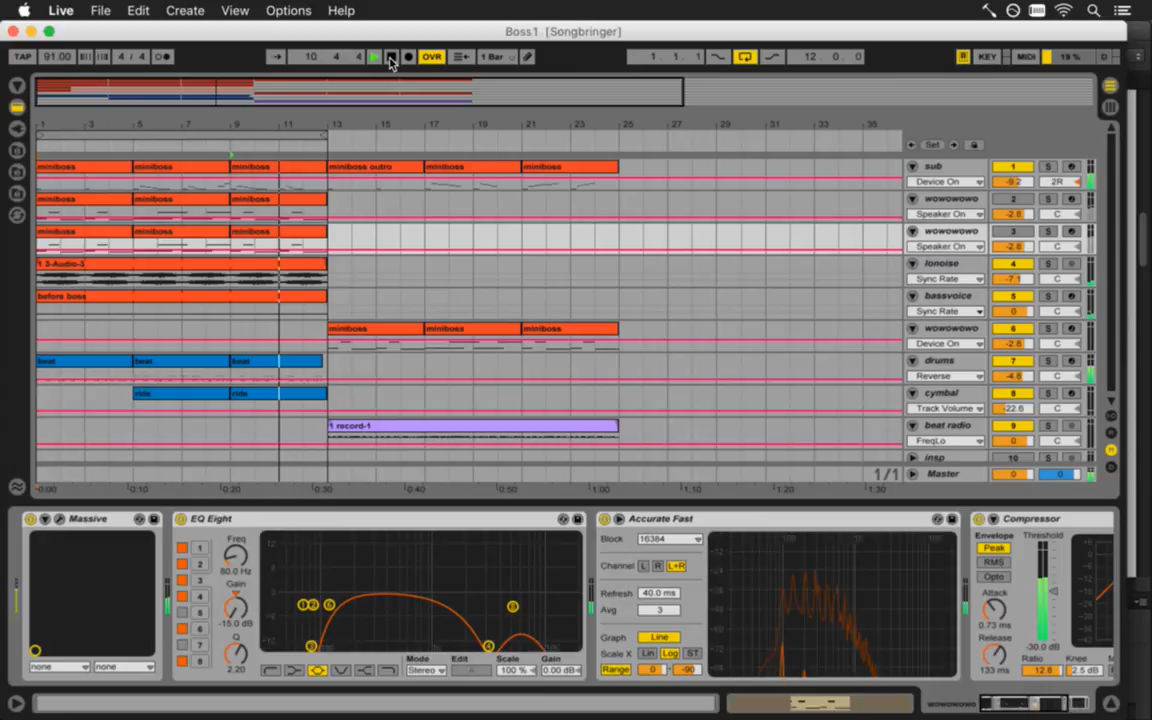 Live File Edit Create View Options Help
Boss1 [Songbringer]
TAP 91.00 4 / 4 10 4 4 OVR 1 Bar 1. 1. 1 12. 0. 0 KEY MIDI 19 % D
1 3 5 7 9 11 13 15 17 19 21 23 25 27 29 31 33 35
Set
miniboss miniboss miniboss miniboss outro miniboss miniboss sub 1 S
Device On -9.2 2R
miniboss miniboss miniboss wowowowo 2 S
Speaker On -2.8 C
miniboss miniboss miniboss wowowowo 3 S
Speaker On -2.8 C
1 3-Audio-3 lonoise 4 S
Sync Rate -7.1 C
before boss bassvoice 5 S
Sync Rate 0 C
miniboss miniboss miniboss wowowowo 6 S
Device On -2.8 C
beat beat beat drums 7 S
Reverse -4.8 C
ride ride cymbal 8 S
Track Volume -22.6 C
1 record-1 beat radio 9 S
FreqLo 0 C
insp 10 S
1/1 Master 0 0
0:00 0:10 0:20 0:30 0:40 0:50 1:00 1:10 1:20 1:30
Massive EQ Eight Accurate Fast Compressor
Freq
80.0 Hz
Gain
-15.0 dB
Q
2.20
1
2
3
4
5
6
7
8
12
6
0
-6
-12
Mode Edit Scale Gain
Stereo 100 % 0.00 dB
none none
Block 16384
Channel L R L+R
Refresh 40.0 ms
Avg 3
Graph Line
Scale X Lin Log ST
Range 0 -90
Envelope Threshold
Peak
RMS
Opto
Attack
0.73 ms
Release
133 ms
-30.0 dB
Ratio Knee
12.8 2.5 dB
wowowowo